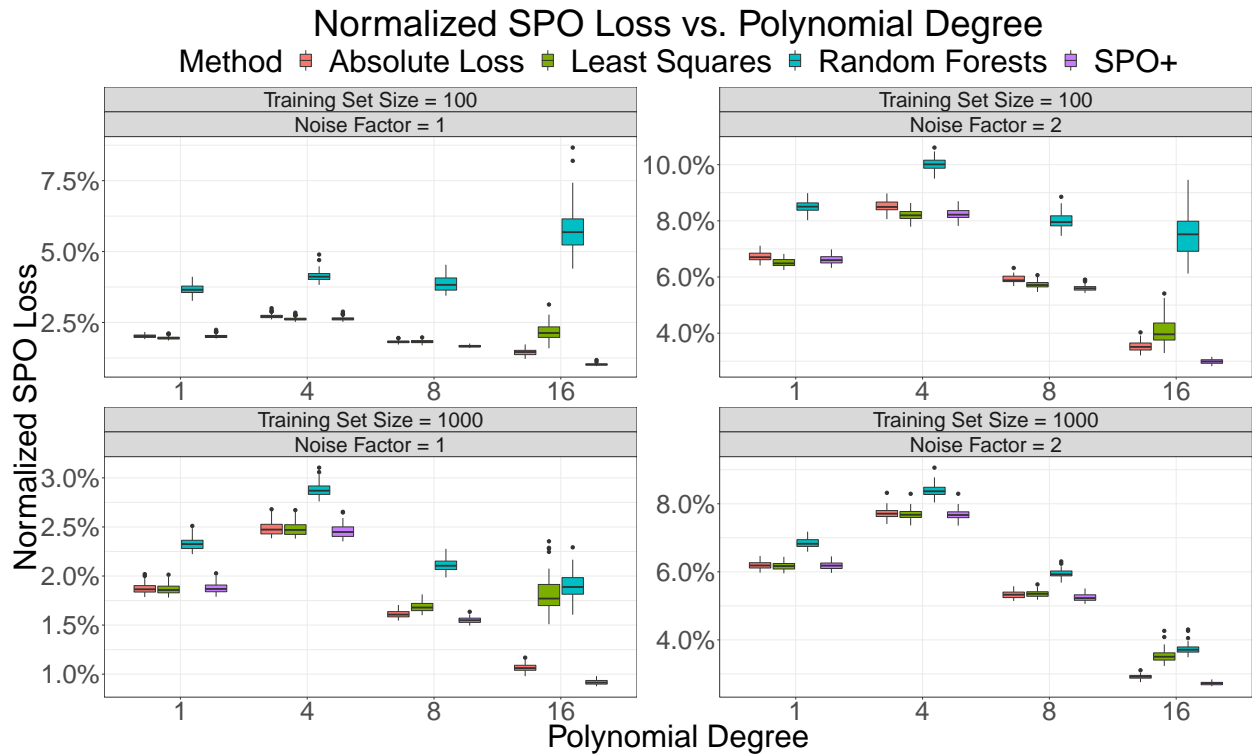 Normalized SPO Loss vs. Polynomial Degree
Method Absolute Loss Least Squares Random Forests SPO+
Normalized SPO Loss
Training Set Size = 100
Noise Factor = 1
7.5%
5.0%
2.5%
1 4 8 16
Training Set Size = 100
Noise Factor = 2
10.0%
8.0%
6.0%
4.0%
1 4 8 16
Training Set Size = 1000
Noise Factor = 1
3.0%
2.5%
2.0%
1.5%
1.0%
1 4 8 16
Training Set Size = 1000
Noise Factor = 2
8.0%
6.0%
4.0%
1 4 8 16
Polynomial Degree